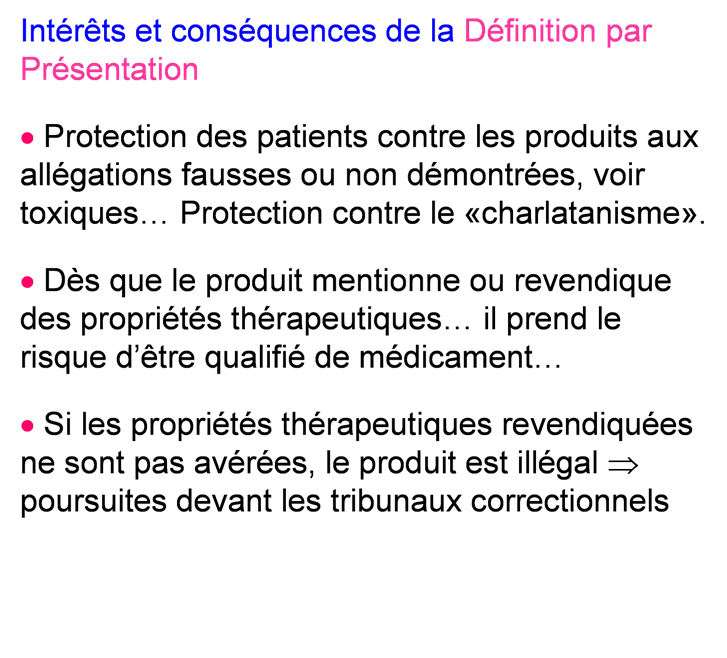 Intérêts et conséquences de la Définition par
Présentation
• Protection des patients contre les produits aux
allégations fausses ou non démontrées, voir
toxiques… Protection contre le «charlatanisme».
• Dès que le produit mentionne ou revendique
des propriétés thérapeutiques… il prend le
risque d’être qualifié de médicament…
• Si les propriétés thérapeutiques revendiquées
ne sont pas avérées, le produit est illégal ⇒
poursuites devant les tribunaux correctionnels